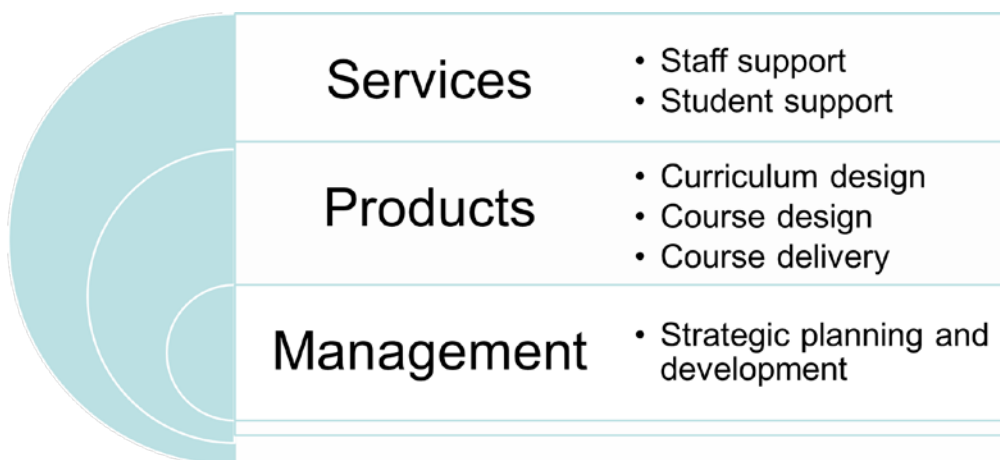 Services
• Staff support
• Student support
Products
• Curriculum design
• Course design
• Course delivery
Management
• Strategic planning and
development